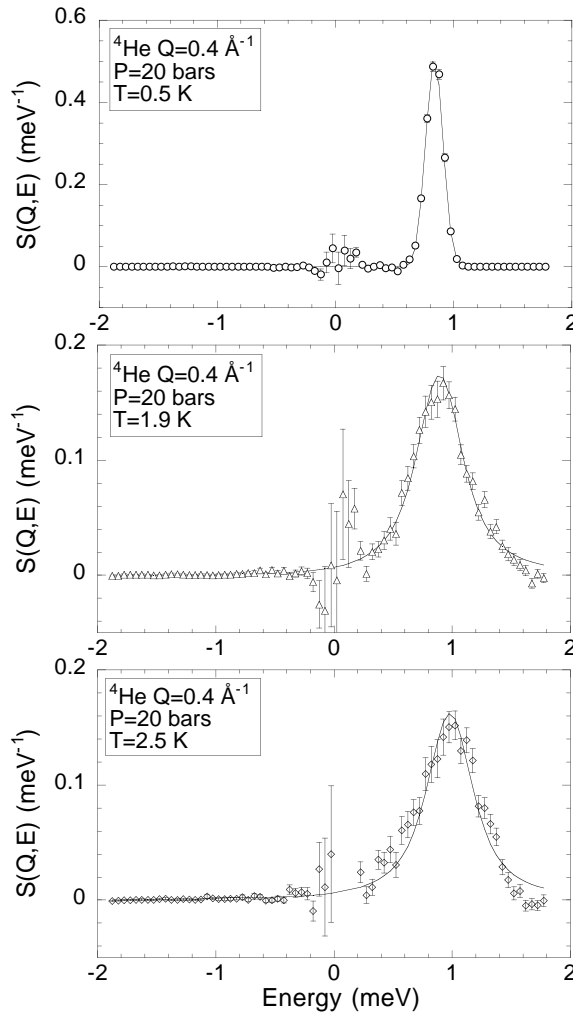 0.6
0.4
0.2
0
S(Q,E) (meV⁻¹)
⁴He Q=0.4 Å⁻¹
P=20 bars
T=0.5 K
-2 -1 0 1 2
0.2
0.1
0
S(Q,E) (meV⁻¹)
⁴He Q=0.4 Å⁻¹
P=20 bars
T=1.9 K
-2 -1 0 1 2
0.2
0.1
0
S(Q,E) (meV⁻¹)
⁴He Q=0.4 Å⁻¹
P=20 bars
T=2.5 K
-2 -1 0 1 2
Energy (meV)